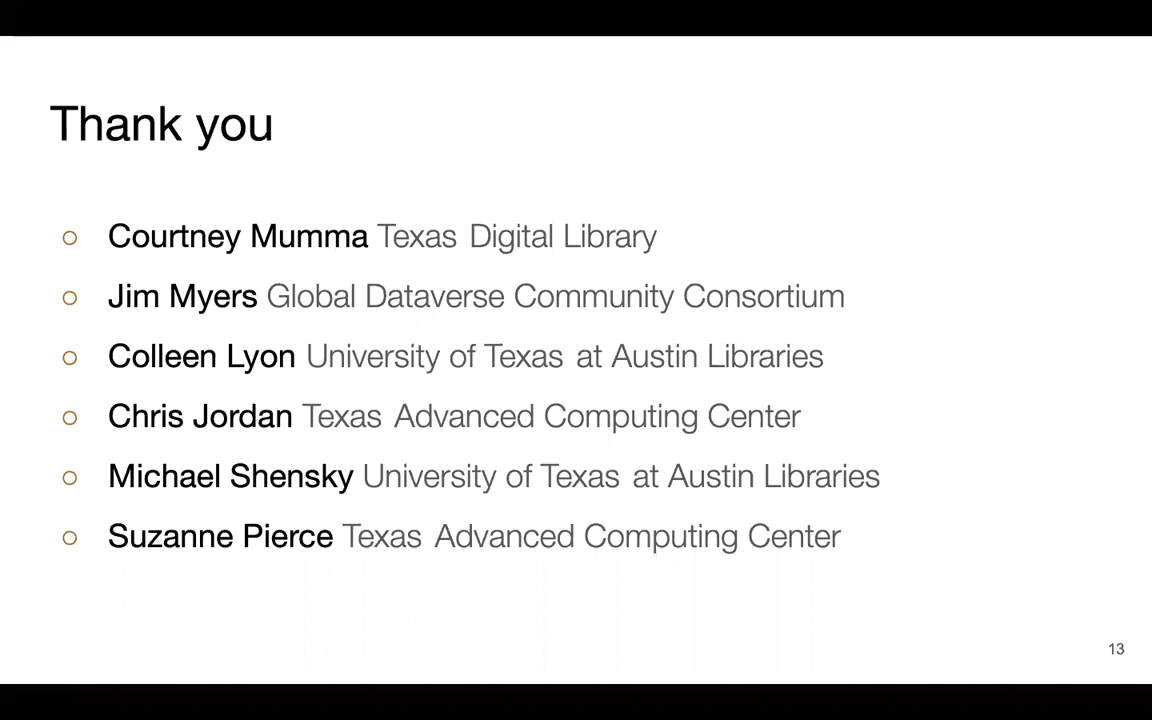 Thank you
○ Courtney Mumma Texas Digital Library
○ Jim Myers Global Dataverse Community Consortium
○ Colleen Lyon University of Texas at Austin Libraries
○ Chris Jordan Texas Advanced Computing Center
○ Michael Shensky University of Texas at Austin Libraries
○ Suzanne Pierce Texas Advanced Computing Center
13